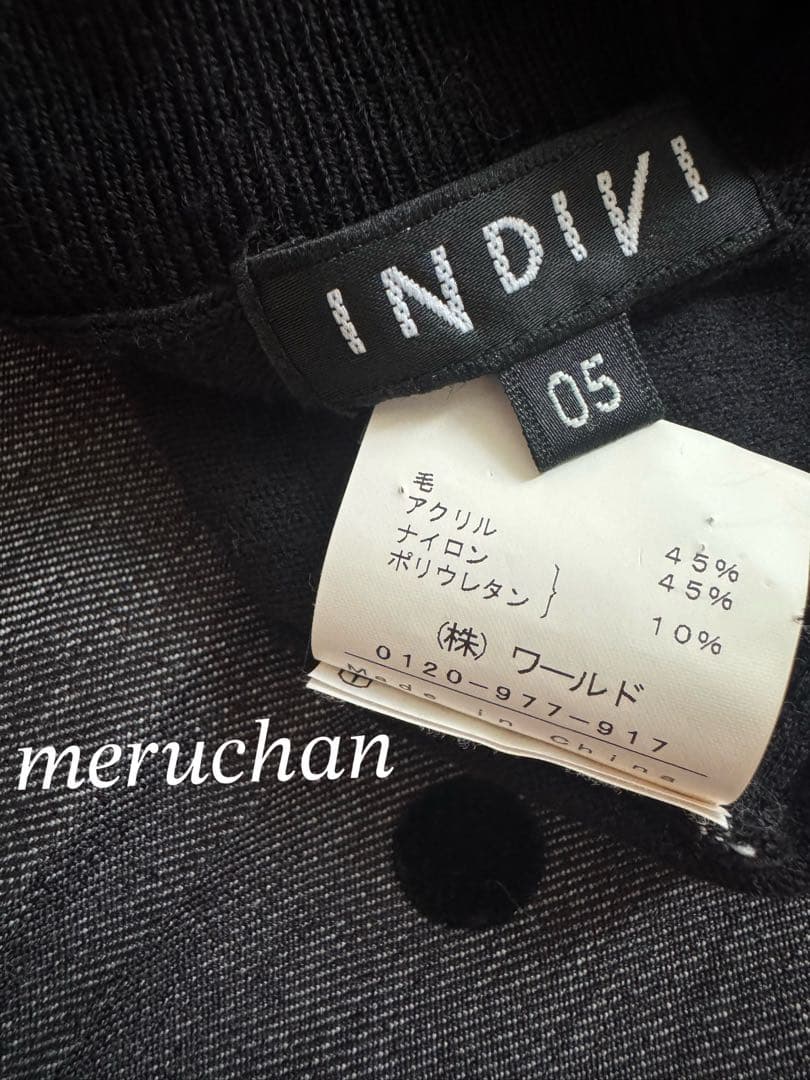 INDIVI
05
毛 45%
アクリル 45%
ナイロン
ポリウレタン } 10%
(株) ワールド
0120-977-917
Made in China
meruchan